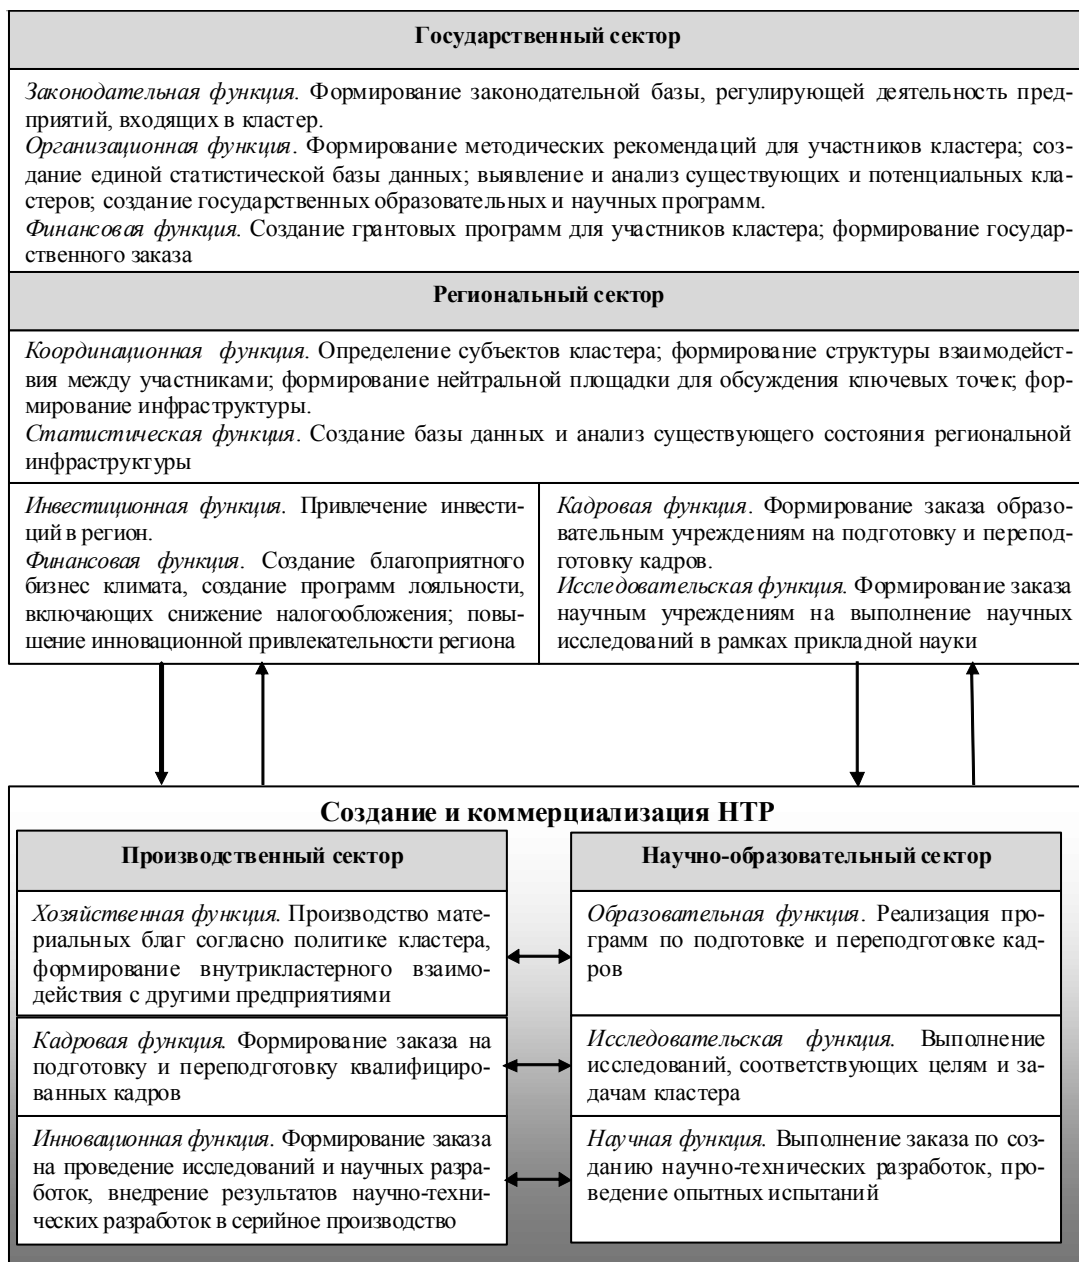 Государственный сектор
Законодательная функция. Формирование законодательной базы, регулирующей деятельность пред-
приятий, входящих в кластер.
Организационная функция. Формирование методических рекомендаций для участников кластера; соз-
дание единой статистической базы данных; выявление и анализ существующих и потенциальных кла-
стеров; создание государственных образовательных и научных программ.
Финансовая функция. Создание грантовых программ для участников кластера; формирование государ-
ственного заказа
Региональный сектор
Координационная функция. Определение субъектов кластера; формирование структуры взаимодейст-
вия между участниками; формирование нейтральной площадки для обсуждения ключевых точек; фор-
мирование инфраструктуры.
Статистическая функция. Создание базы данных и анализ существующего состояния региональной
инфраструктуры
Инвестиционная функция. Привлечение инвести-
ций в регион.
Финансовая функция. Создание благоприятного
бизнес климата, создание программ лояльности,
включающих снижение налогообложения; повы-
шение инновационной привлекательности региона
Кадровая функция. Формирование заказа образо-
вательным учреждениям на подготовку и перепод-
готовку кадров.
Исследовательская функция. Формирование заказа
научным учреждениям на выполнение научных
исследований в рамках прикладной науки
Создание и коммерциализация НТР
Производственный сектор
Хозяйственная функция. Производство мате-
риальных благ согласно политике кластера,
формирование внутрикластерного взаимо-
действия с другими предприятиями
Кадровая функция. Формирование заказа на
подготовку и переподготовку квалифициро-
ванных кадров
Инновационная функция. Формирование заказа
на проведение исследований и научных разра-
боток, внедрение результатов научно-техни-
ческих разработок в серийное производство
Научно-образовательный сектор
Образовательная функция. Реализация про-
грамм по подготовке и переподготовке кад-
ров
Исследовательская функция. Выполнение
исследований, соответствующих целям и за-
дачам кластера
Научная функция. Выполнение заказа по соз-
данию научно-технических разработок, про-
ведение опытных испытаний